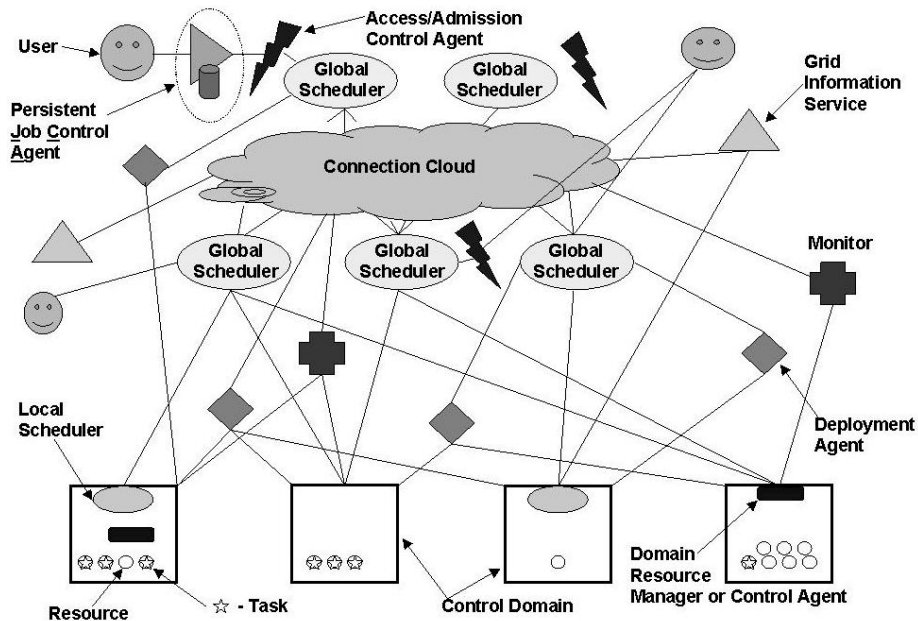 User
Access/Admission
Control Agent
Global
Scheduler
Global
Scheduler
Grid
Information
Service
Persistent
Job Control
Agent
Connection Cloud
Global
Scheduler
Global
Scheduler
Global
Scheduler
Monitor
Local
Scheduler
Deployment
Agent
Resource
- Task
Control Domain
Domain
Resource
Manager or Control Agent